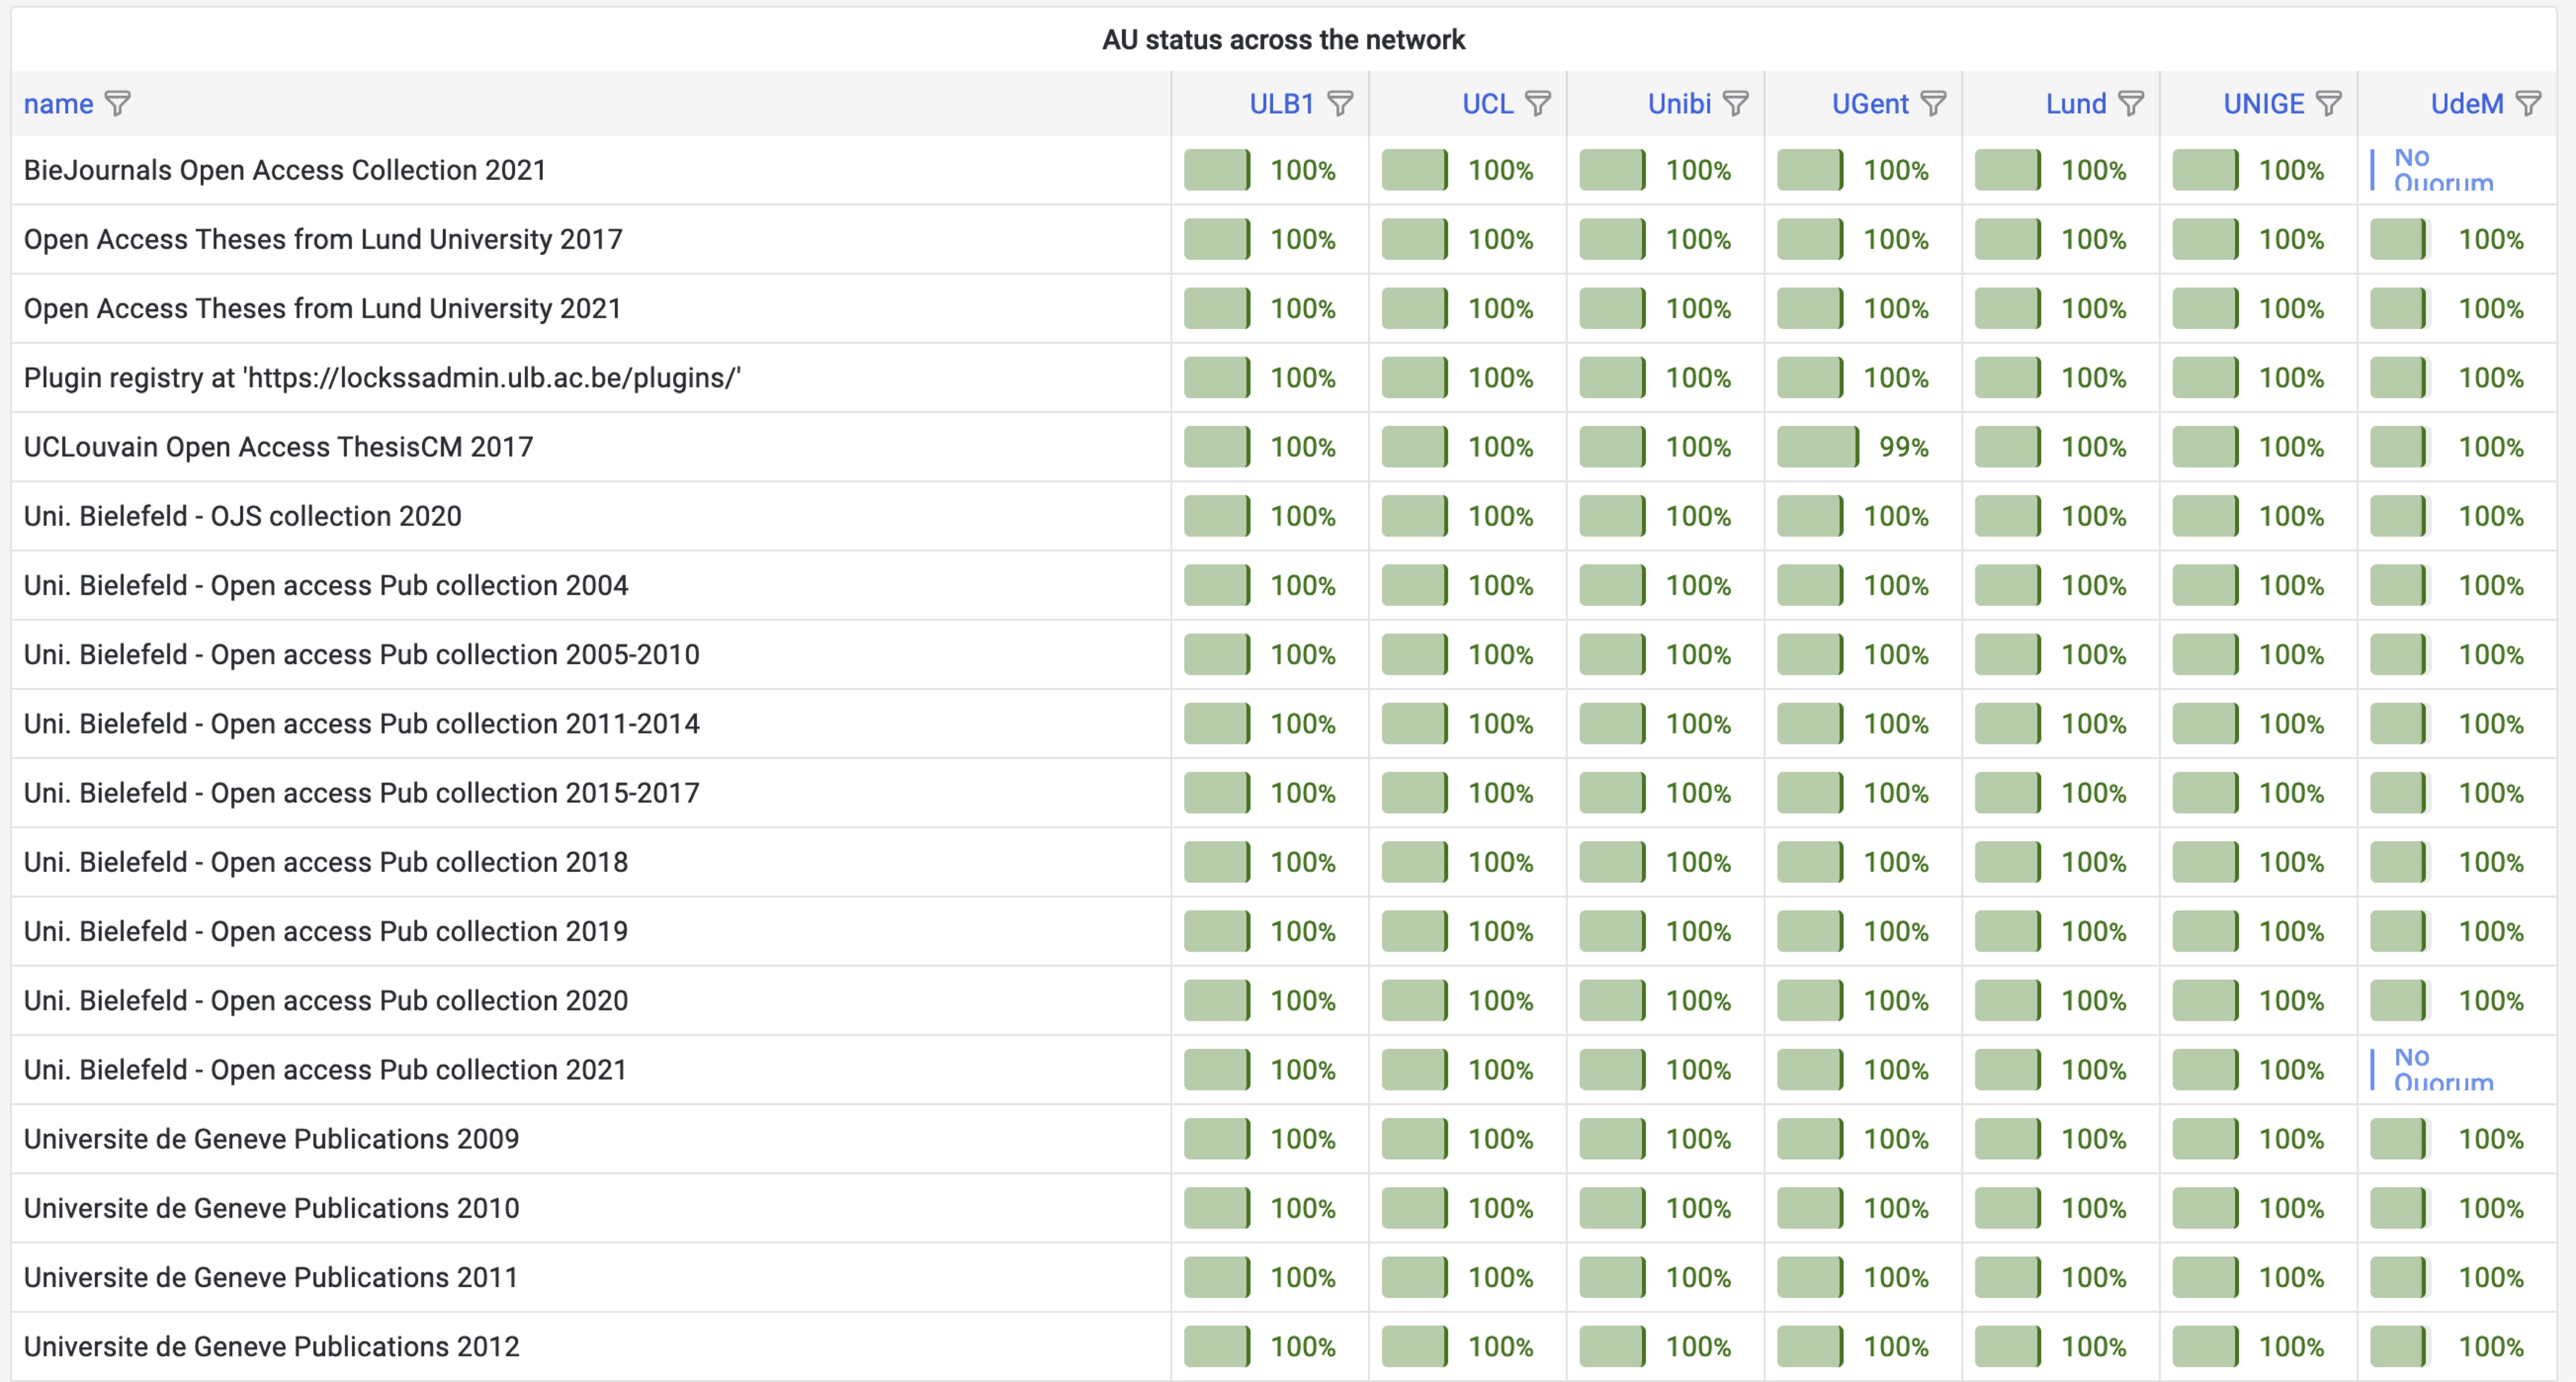 AU status across the network
name ULB1 UCL Unibi UGent Lund UNIGE UdeM
BieJournals Open Access Collection 2021 100% 100% 100% 100% 100% 100% No Quorum
Open Access Theses from Lund University 2017 100% 100% 100% 100% 100% 100% 100%
Open Access Theses from Lund University 2021 100% 100% 100% 100% 100% 100% 100%
Plugin registry at 'https://lockssadmin.ulb.ac.be/plugins/' 100% 100% 100% 100% 100% 100% 100%
UCLouvain Open Access ThesisCM 2017 100% 100% 100% 99% 100% 100% 100%
Uni. Bielefeld - OJS collection 2020 100% 100% 100% 100% 100% 100% 100%
Uni. Bielefeld - Open access Pub collection 2004 100% 100% 100% 100% 100% 100% 100%
Uni. Bielefeld - Open access Pub collection 2005-2010 100% 100% 100% 100% 100% 100% 100%
Uni. Bielefeld - Open access Pub collection 2011-2014 100% 100% 100% 100% 100% 100% 100%
Uni. Bielefeld - Open access Pub collection 2015-2017 100% 100% 100% 100% 100% 100% 100%
Uni. Bielefeld - Open access Pub collection 2018 100% 100% 100% 100% 100% 100% 100%
Uni. Bielefeld - Open access Pub collection 2019 100% 100% 100% 100% 100% 100% 100%
Uni. Bielefeld - Open access Pub collection 2020 100% 100% 100% 100% 100% 100% 100%
Uni. Bielefeld - Open access Pub collection 2021 100% 100% 100% 100% 100% 100% No Quorum
Universite de Geneve Publications 2009 100% 100% 100% 100% 100% 100% 100%
Universite de Geneve Publications 2010 100% 100% 100% 100% 100% 100% 100%
Universite de Geneve Publications 2011 100% 100% 100% 100% 100% 100% 100%
Universite de Geneve Publications 2012 100% 100% 100% 100% 100% 100% 100%